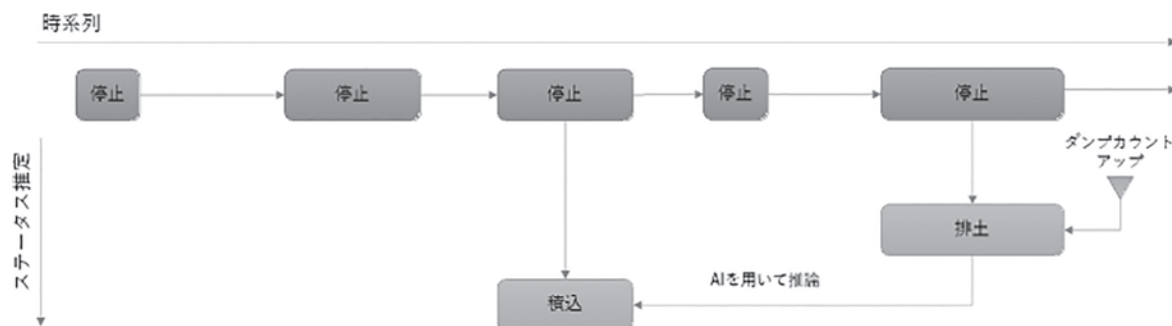 時系列
停止
停止
停止
停止
停止
ステータス推定
ダンプカウント
アップ
排土
AIを用いて推論
積込